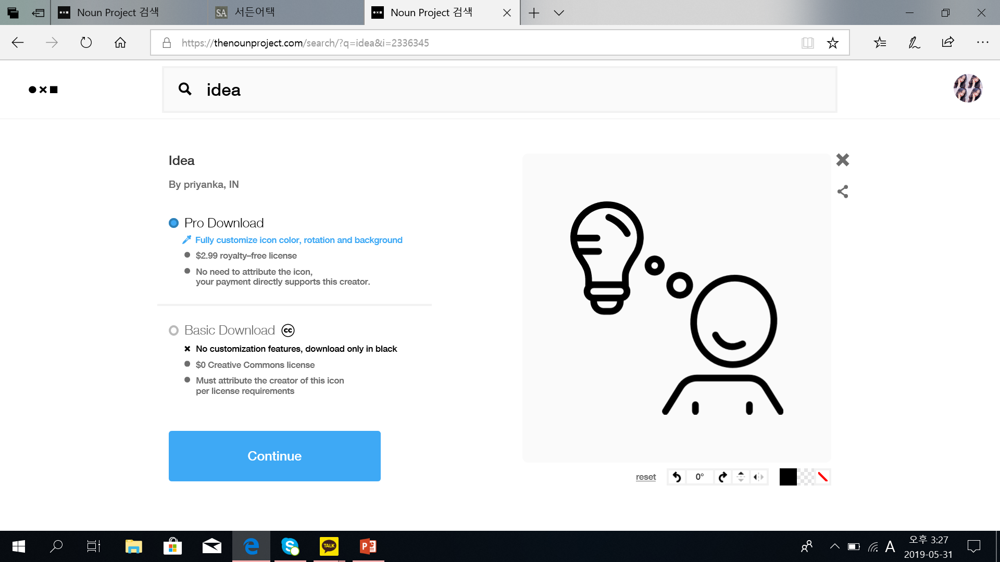 Noun Project 검색
SA 서든어택
Noun Project 검색
https://thenounproject.com/search/?q=idea&i=2336345
idea
Idea
By priyanka, IN
Pro Download
Fully customize icon color, rotation and background
$2.99 royalty–free license
No need to attribute the icon,
your payment directly supports this creator.
Basic Download cc
No customization features, download only in black
$0 Creative Commons license
Must attribute the creator of this icon
per license requirements
Continue
reset 0°
TALK
A
오후 3:27
2019-05-31